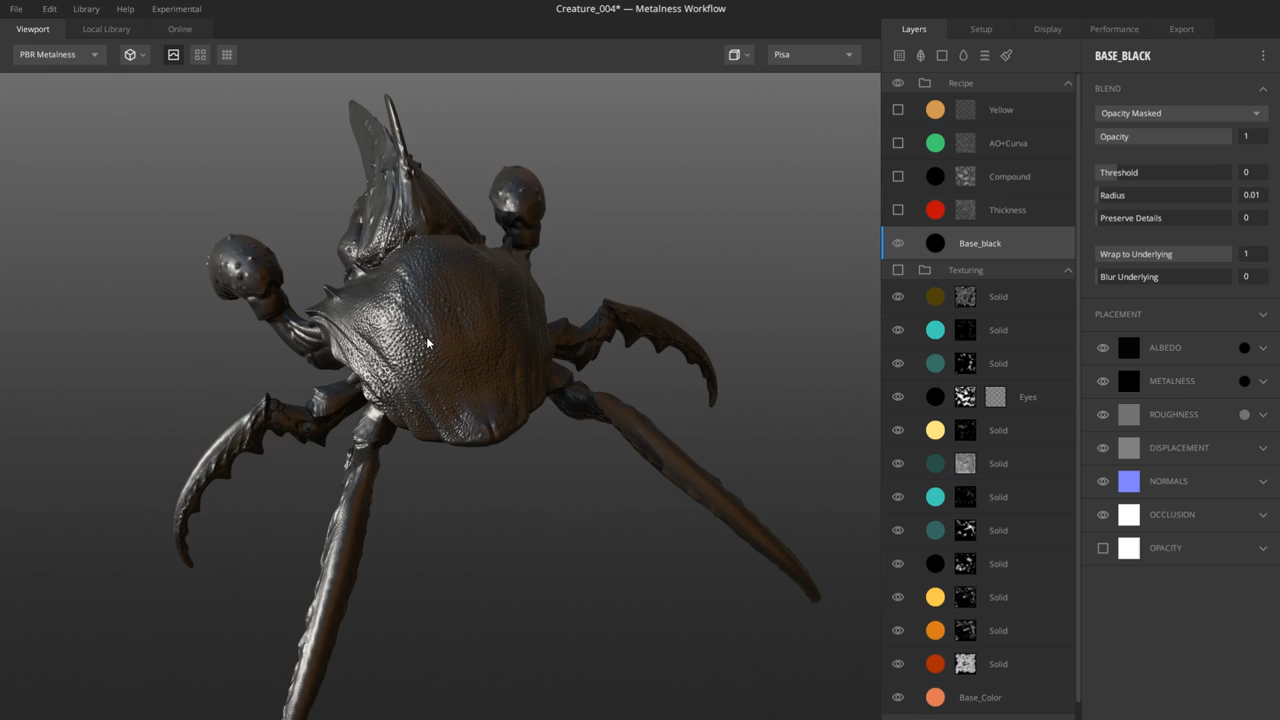 File Edit Library Help Experimental
Creature_004* — Metalness Workflow
Viewport Local Library Online
Layers Setup Display Performance Export
PBR Metalness
Pisa
BASE_BLACK
Recipe
BLEND
Yellow
Opacity Masked
Opacity 1
AO+Curva
Compound
Threshold 0
Radius 0.01
Thickness
Preserve Details 0
Base_black
Wrap to Underlying 1
Texturing
Blur Underlying 0
Solid
PLACEMENT
Solid
ALBEDO
Solid
METALNESS
Eyes
ROUGHNESS
Solid
DISPLACEMENT
Solid
NORMALS
Solid
OCCLUSION
Solid
OPACITY
Solid
Solid
Solid
Solid
Base_Color